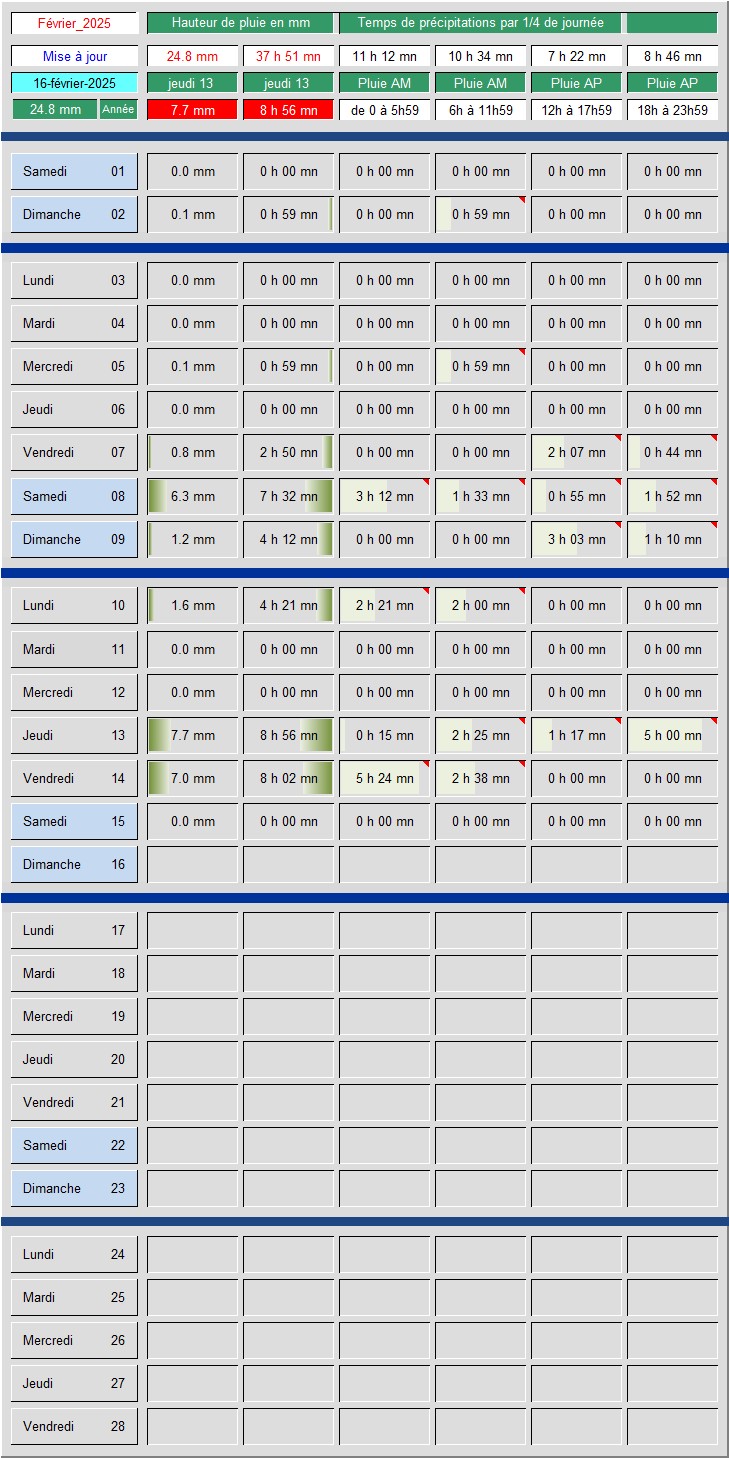 Février_2025 Hauteur de pluie en mm Temps de précipitations par 1/4 de journée
Mise à jour 24.8 mm 37 h 51 mn 11 h 12 mn 10 h 34 mn 7 h 22 mn 8 h 46 mn
16-février-2025 jeudi 13 jeudi 13 Pluie AM Pluie AM Pluie AP Pluie AP
24.8 mm Année 7.7 mm 8 h 56 mn de 0 à 5h59 6h à 11h59 12h à 17h59 18h à 23h59
Samedi 01 0.0 mm 0 h 00 mn 0 h 00 mn 0 h 00 mn 0 h 00 mn 0 h 00 mn
Dimanche 02 0.1 mm 0 h 59 mn 0 h 00 mn 0 h 59 mn 0 h 00 mn 0 h 00 mn
Lundi 03 0.0 mm 0 h 00 mn 0 h 00 mn 0 h 00 mn 0 h 00 mn 0 h 00 mn
Mardi 04 0.0 mm 0 h 00 mn 0 h 00 mn 0 h 00 mn 0 h 00 mn 0 h 00 mn
Mercredi 05 0.1 mm 0 h 59 mn 0 h 00 mn 0 h 59 mn 0 h 00 mn 0 h 00 mn
Jeudi 06 0.0 mm 0 h 00 mn 0 h 00 mn 0 h 00 mn 0 h 00 mn 0 h 00 mn
Vendredi 07 0.8 mm 2 h 50 mn 0 h 00 mn 0 h 00 mn 2 h 07 mn 0 h 44 mn
Samedi 08 6.3 mm 7 h 32 mn 3 h 12 mn 1 h 33 mn 0 h 55 mn 1 h 52 mn
Dimanche 09 1.2 mm 4 h 12 mn 0 h 00 mn 0 h 00 mn 3 h 03 mn 1 h 10 mn
Lundi 10 1.6 mm 4 h 21 mn 2 h 21 mn 2 h 00 mn 0 h 00 mn 0 h 00 mn
Mardi 11 0.0 mm 0 h 00 mn 0 h 00 mn 0 h 00 mn 0 h 00 mn 0 h 00 mn
Mercredi 12 0.0 mm 0 h 00 mn 0 h 00 mn 0 h 00 mn 0 h 00 mn 0 h 00 mn
Jeudi 13 7.7 mm 8 h 56 mn 0 h 15 mn 2 h 25 mn 1 h 17 mn 5 h 00 mn
Vendredi 14 7.0 mm 8 h 02 mn 5 h 24 mn 2 h 38 mn 0 h 00 mn 0 h 00 mn
Samedi 15 0.0 mm 0 h 00 mn 0 h 00 mn 0 h 00 mn 0 h 00 mn 0 h 00 mn
Dimanche 16
Lundi 17
Mardi 18
Mercredi 19
Jeudi 20
Vendredi 21
Samedi 22
Dimanche 23
Lundi 24
Mardi 25
Mercredi 26
Jeudi 27
Vendredi 28